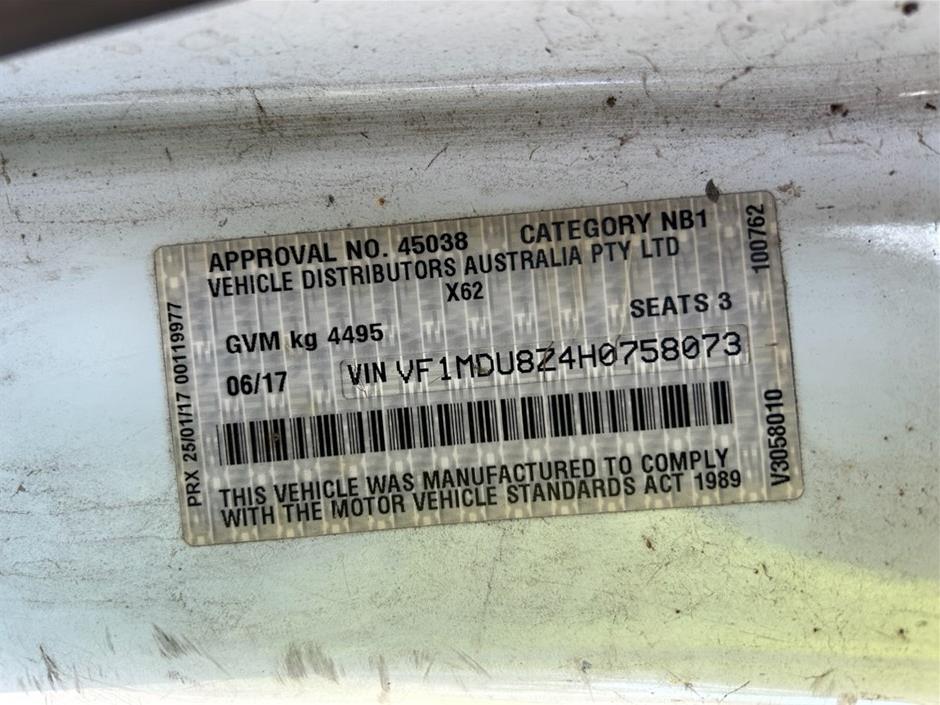 APPROVAL NO. 45038 CATEGORY NB1
VEHICLE DISTRIBUTORS AUSTRALIA PTY LTD
X62
GVM kg 4495 SEATS 3
06/17 VIN VF1MDU8Z4H0758073
THIS VEHICLE WAS MANUFACTURED TO COMPLY
WITH THE MOTOR VEHICLE STANDARDS ACT 1989
PRX 25/01/17 00119977
100762
V3058010